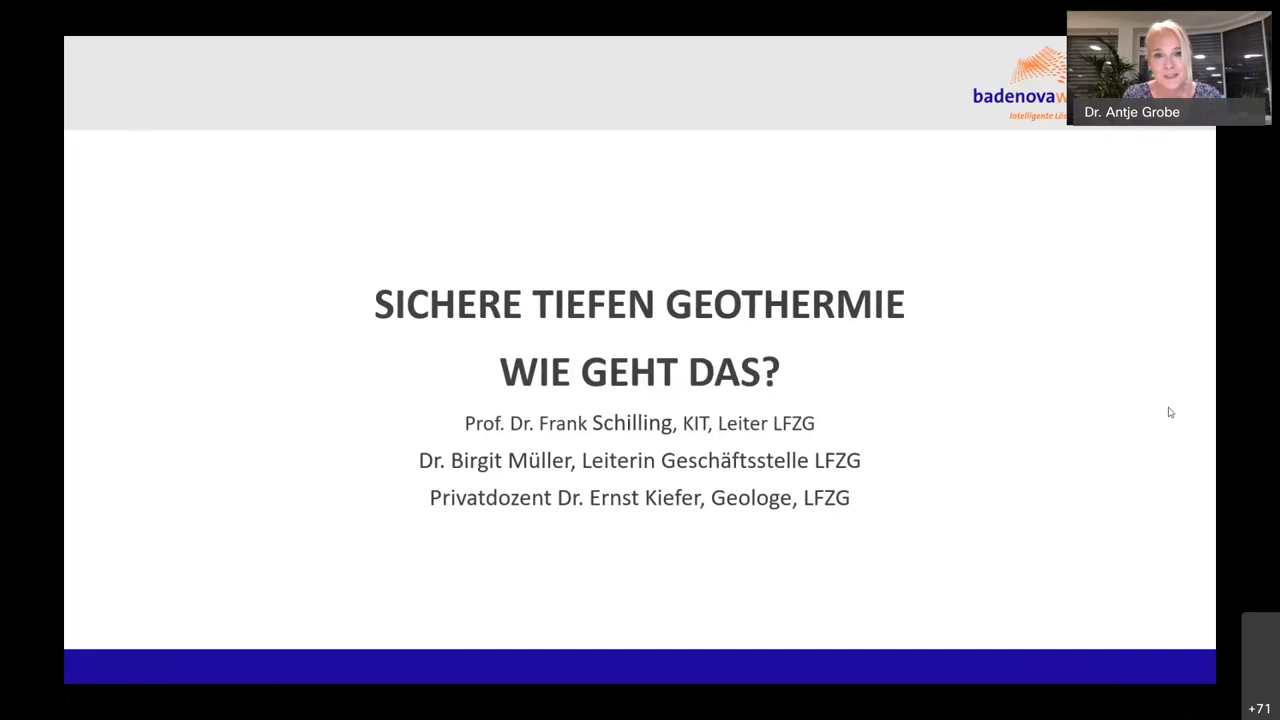 badenova
Intelligente
Dr. Antje Grobe
SICHERE TIEFEN GEOTHERMIE
WIE GEHT DAS?
Prof. Dr. Frank Schilling, KIT, Leiter LFZG
Dr. Birgit Müller, Leiterin Geschäftsstelle LFZG
Privatdozent Dr. Ernst Kiefer, Geologe, LFZG
+71